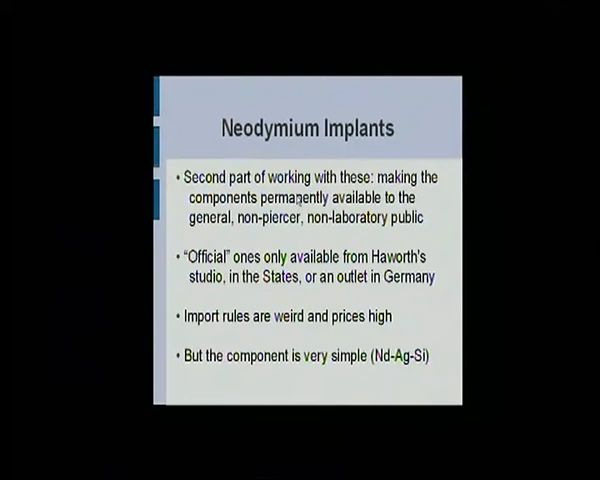 Neodymium Implants
• Second part of working with these: making the
components permanently available to the
general, non-piercer, non-laboratory public
• “Official” ones only available from Haworth's
studio, in the States, or an outlet in Germany
• Import rules are weird and prices high
• But the component is very simple (Nd-Ag-Si)